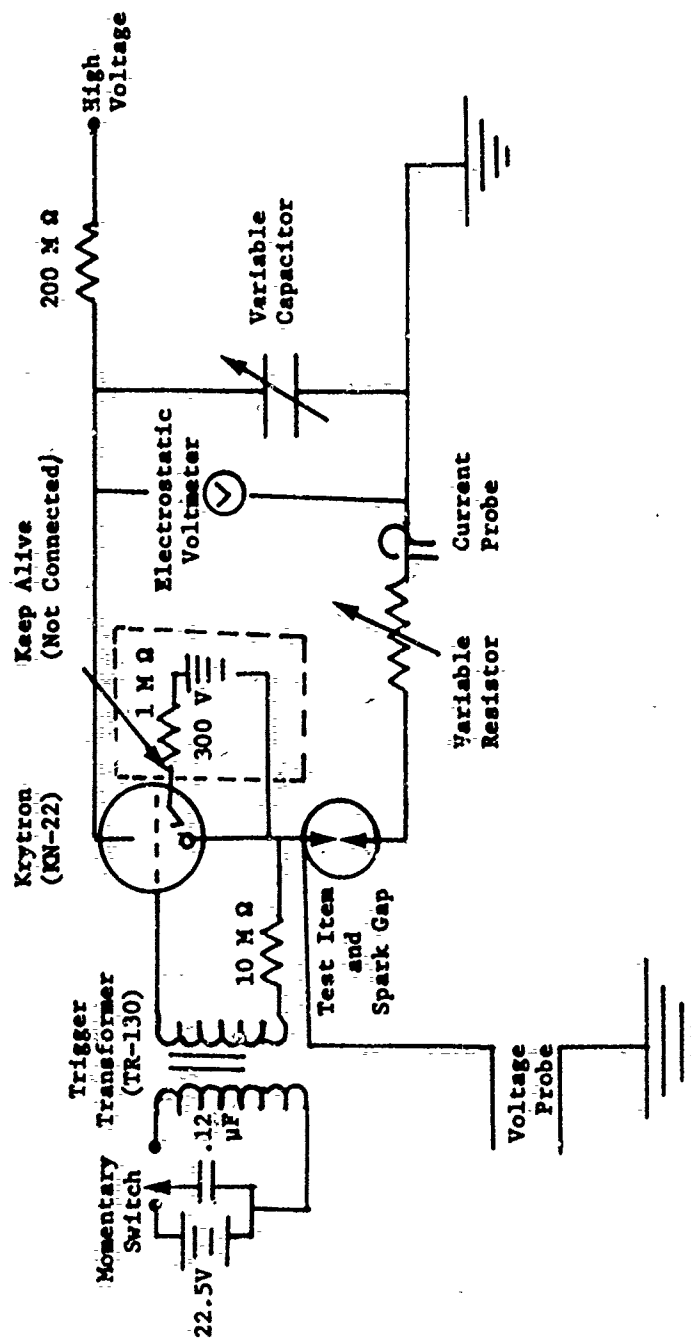 Momentary
Switch
22.5V
.12
µF
Trigger
Transformer
(TR-130)
Krytron
(KN-22)
Keep Alive
(Not Connected)
200 M Ω
High
Voltage
10 M Ω
1 M Ω
300 V
Electrostatic
Voltmeter
V
Variable
Capacitor
Test Item
and
Spark Gap
Variable
Resistor
Current
Probe
Voltage
Probe